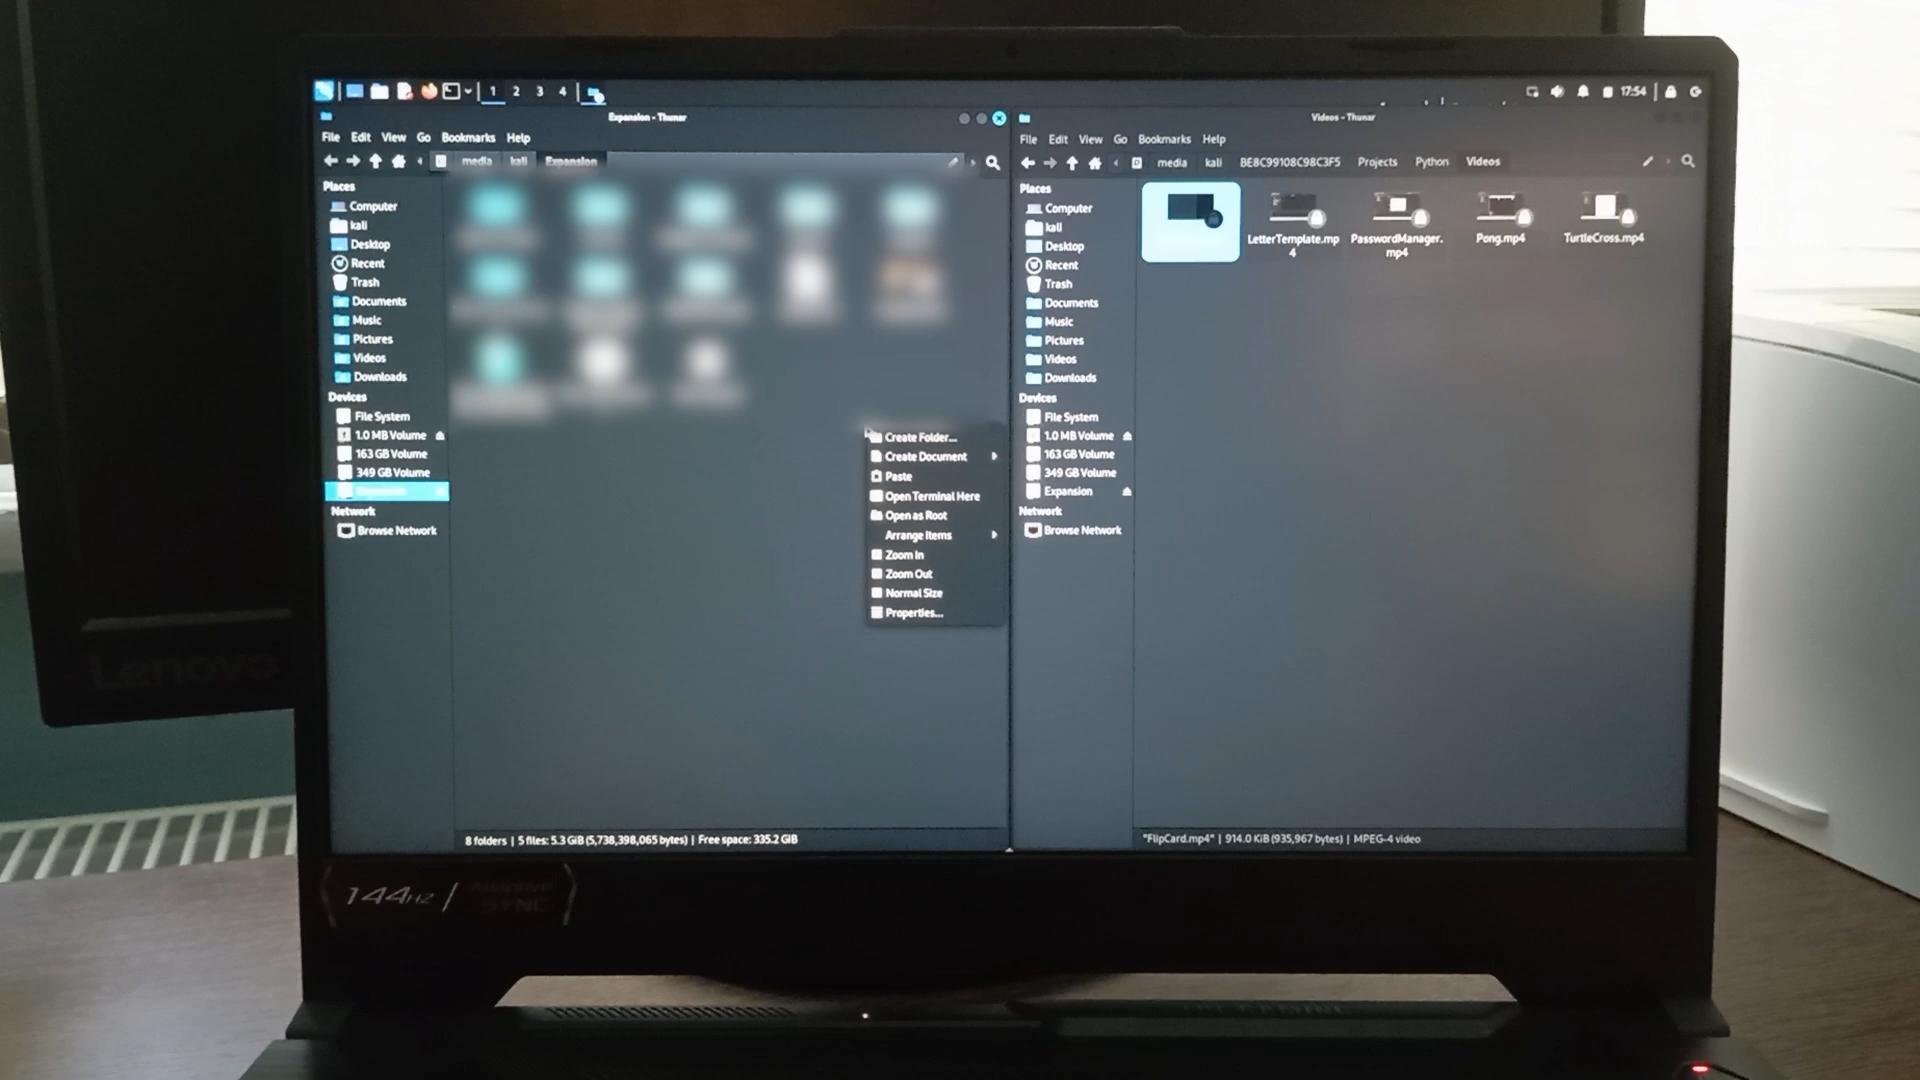 1 2 3 4
17:54
Expansion - Thunar
File Edit View Go Bookmarks Help
media kali Expansion
Places
Computer
kali
Desktop
Recent
Trash
Documents
Music
Pictures
Videos
Downloads
Devices
File System
1.0 MB Volume
163 GB Volume
349 GB Volume
Network
Browse Network
Create Folder...
Create Document
Paste
Open Terminal Here
Open as Root
Arrange Items
Zoom In
Zoom Out
Normal Size
Properties...
8 folders | 5 files: 5.3 GiB (5,738,398,065 bytes) | Free space: 335.2 GiB
Videos - Thunar
File Edit View Go Bookmarks Help
media kali BE8C99108C98C3F5 Projects Python Videos
Places
Computer
kali
Desktop
Recent
Trash
Documents
Music
Pictures
Videos
Downloads
Devices
File System
1.0 MB Volume
163 GB Volume
349 GB Volume
Expansion
Network
Browse Network
LetterTemplate.mp
4
PasswordManager.
mp4
Pong.mp4
TurtleCross.mp4
"FlipCard.mp4" | 914.0 KiB (935,967 bytes) | MPEG-4 video
Lenovo
144Hz / Adaptive
SYNC